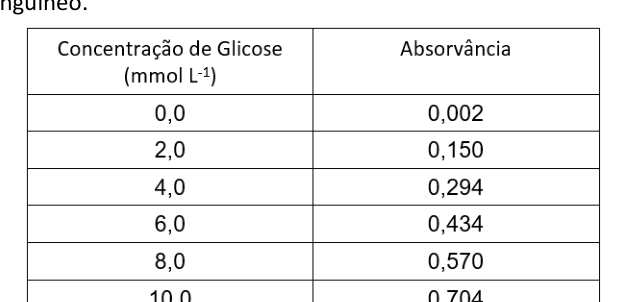 nguíneo.
Concentração de Glicose Absorvância
(mmol L-1)
0,0 0,002
2,0 0,150
4,0 0,294
6,0 0,434
8,0 0,570
10,0 0,704